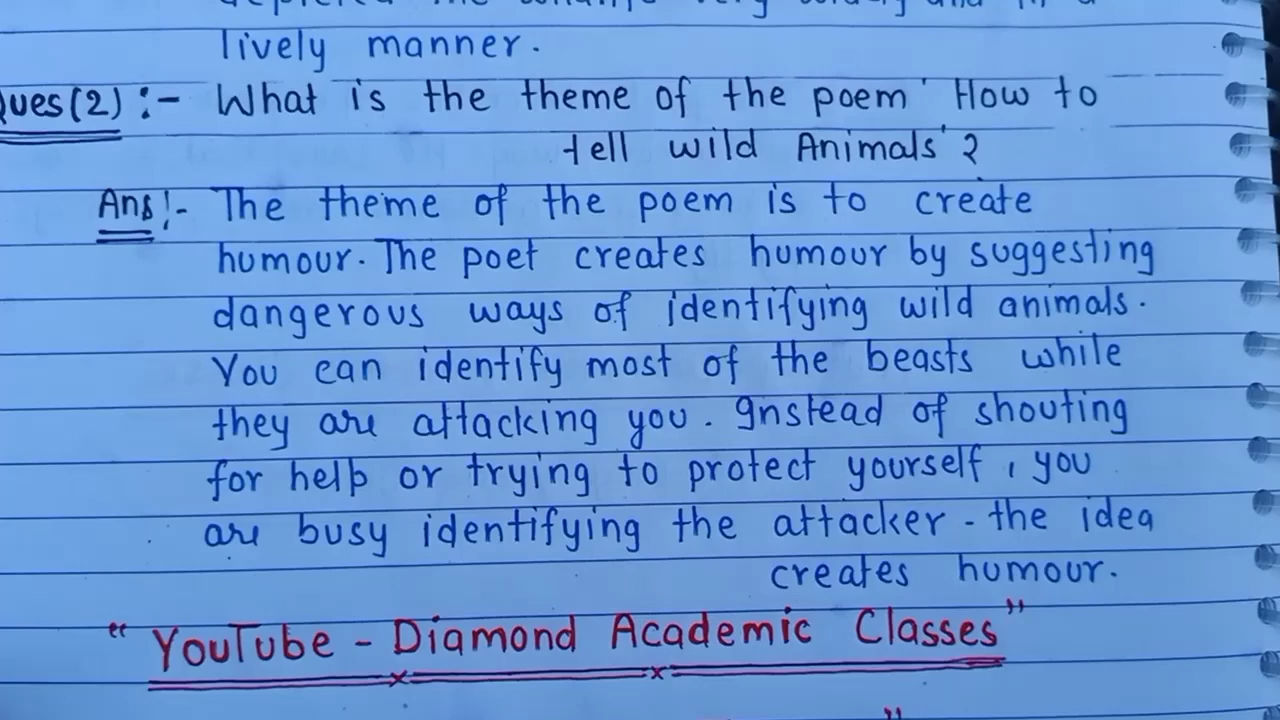 lively manner.
Ques(2) :- What is the theme of the poem 'How to
tell wild Animals'?
Ans!- The theme of the poem is to create
humour. The poet creates humour by suggesting
dangerous ways of identifying wild animals.
You can identify most of the beasts while
they are attacking you. Instead of shouting
for help or trying to protect yourself, you
are busy identifying the attacker - the idea
creates humour.
"YouTube - Diamond Academic Classes"